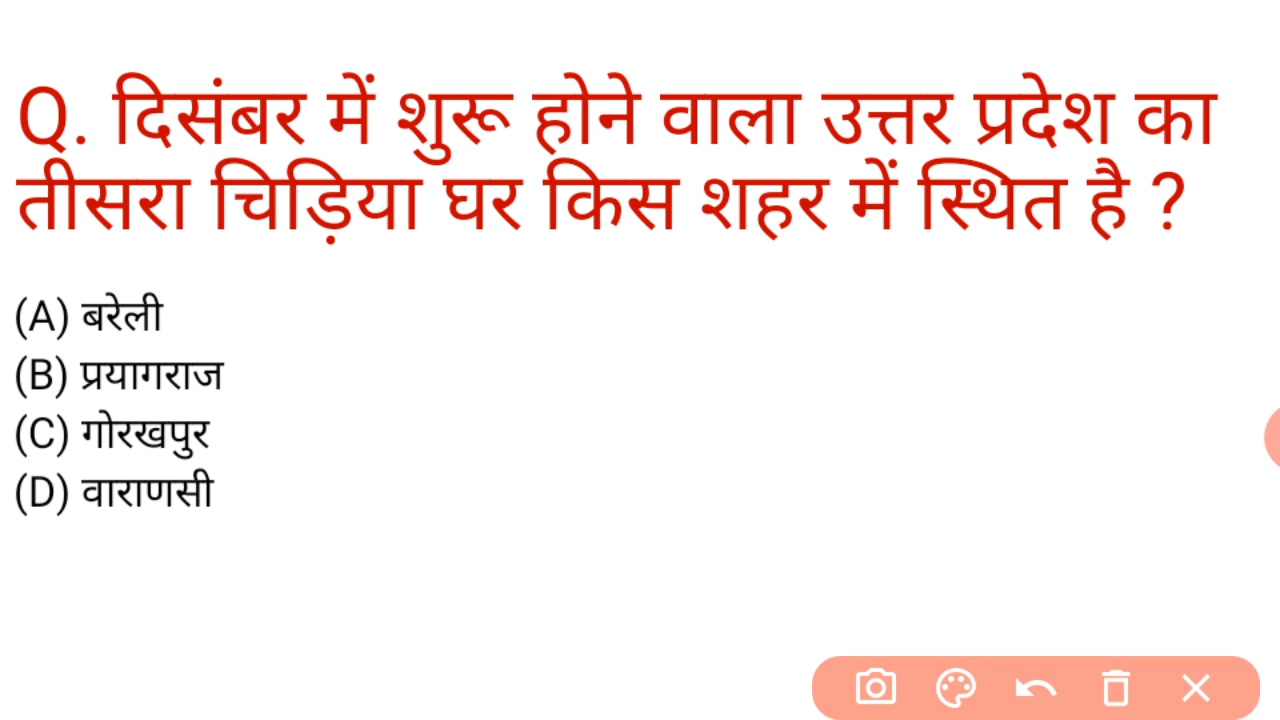 Q. दिसंबर में शुरू होने वाला उत्तर प्रदेश का
तीसरा चिड़िया घर किस शहर में स्थित है ?
(A) बरेली
(B) प्रयागराज
(C) गोरखपुर
(D) वाराणसी